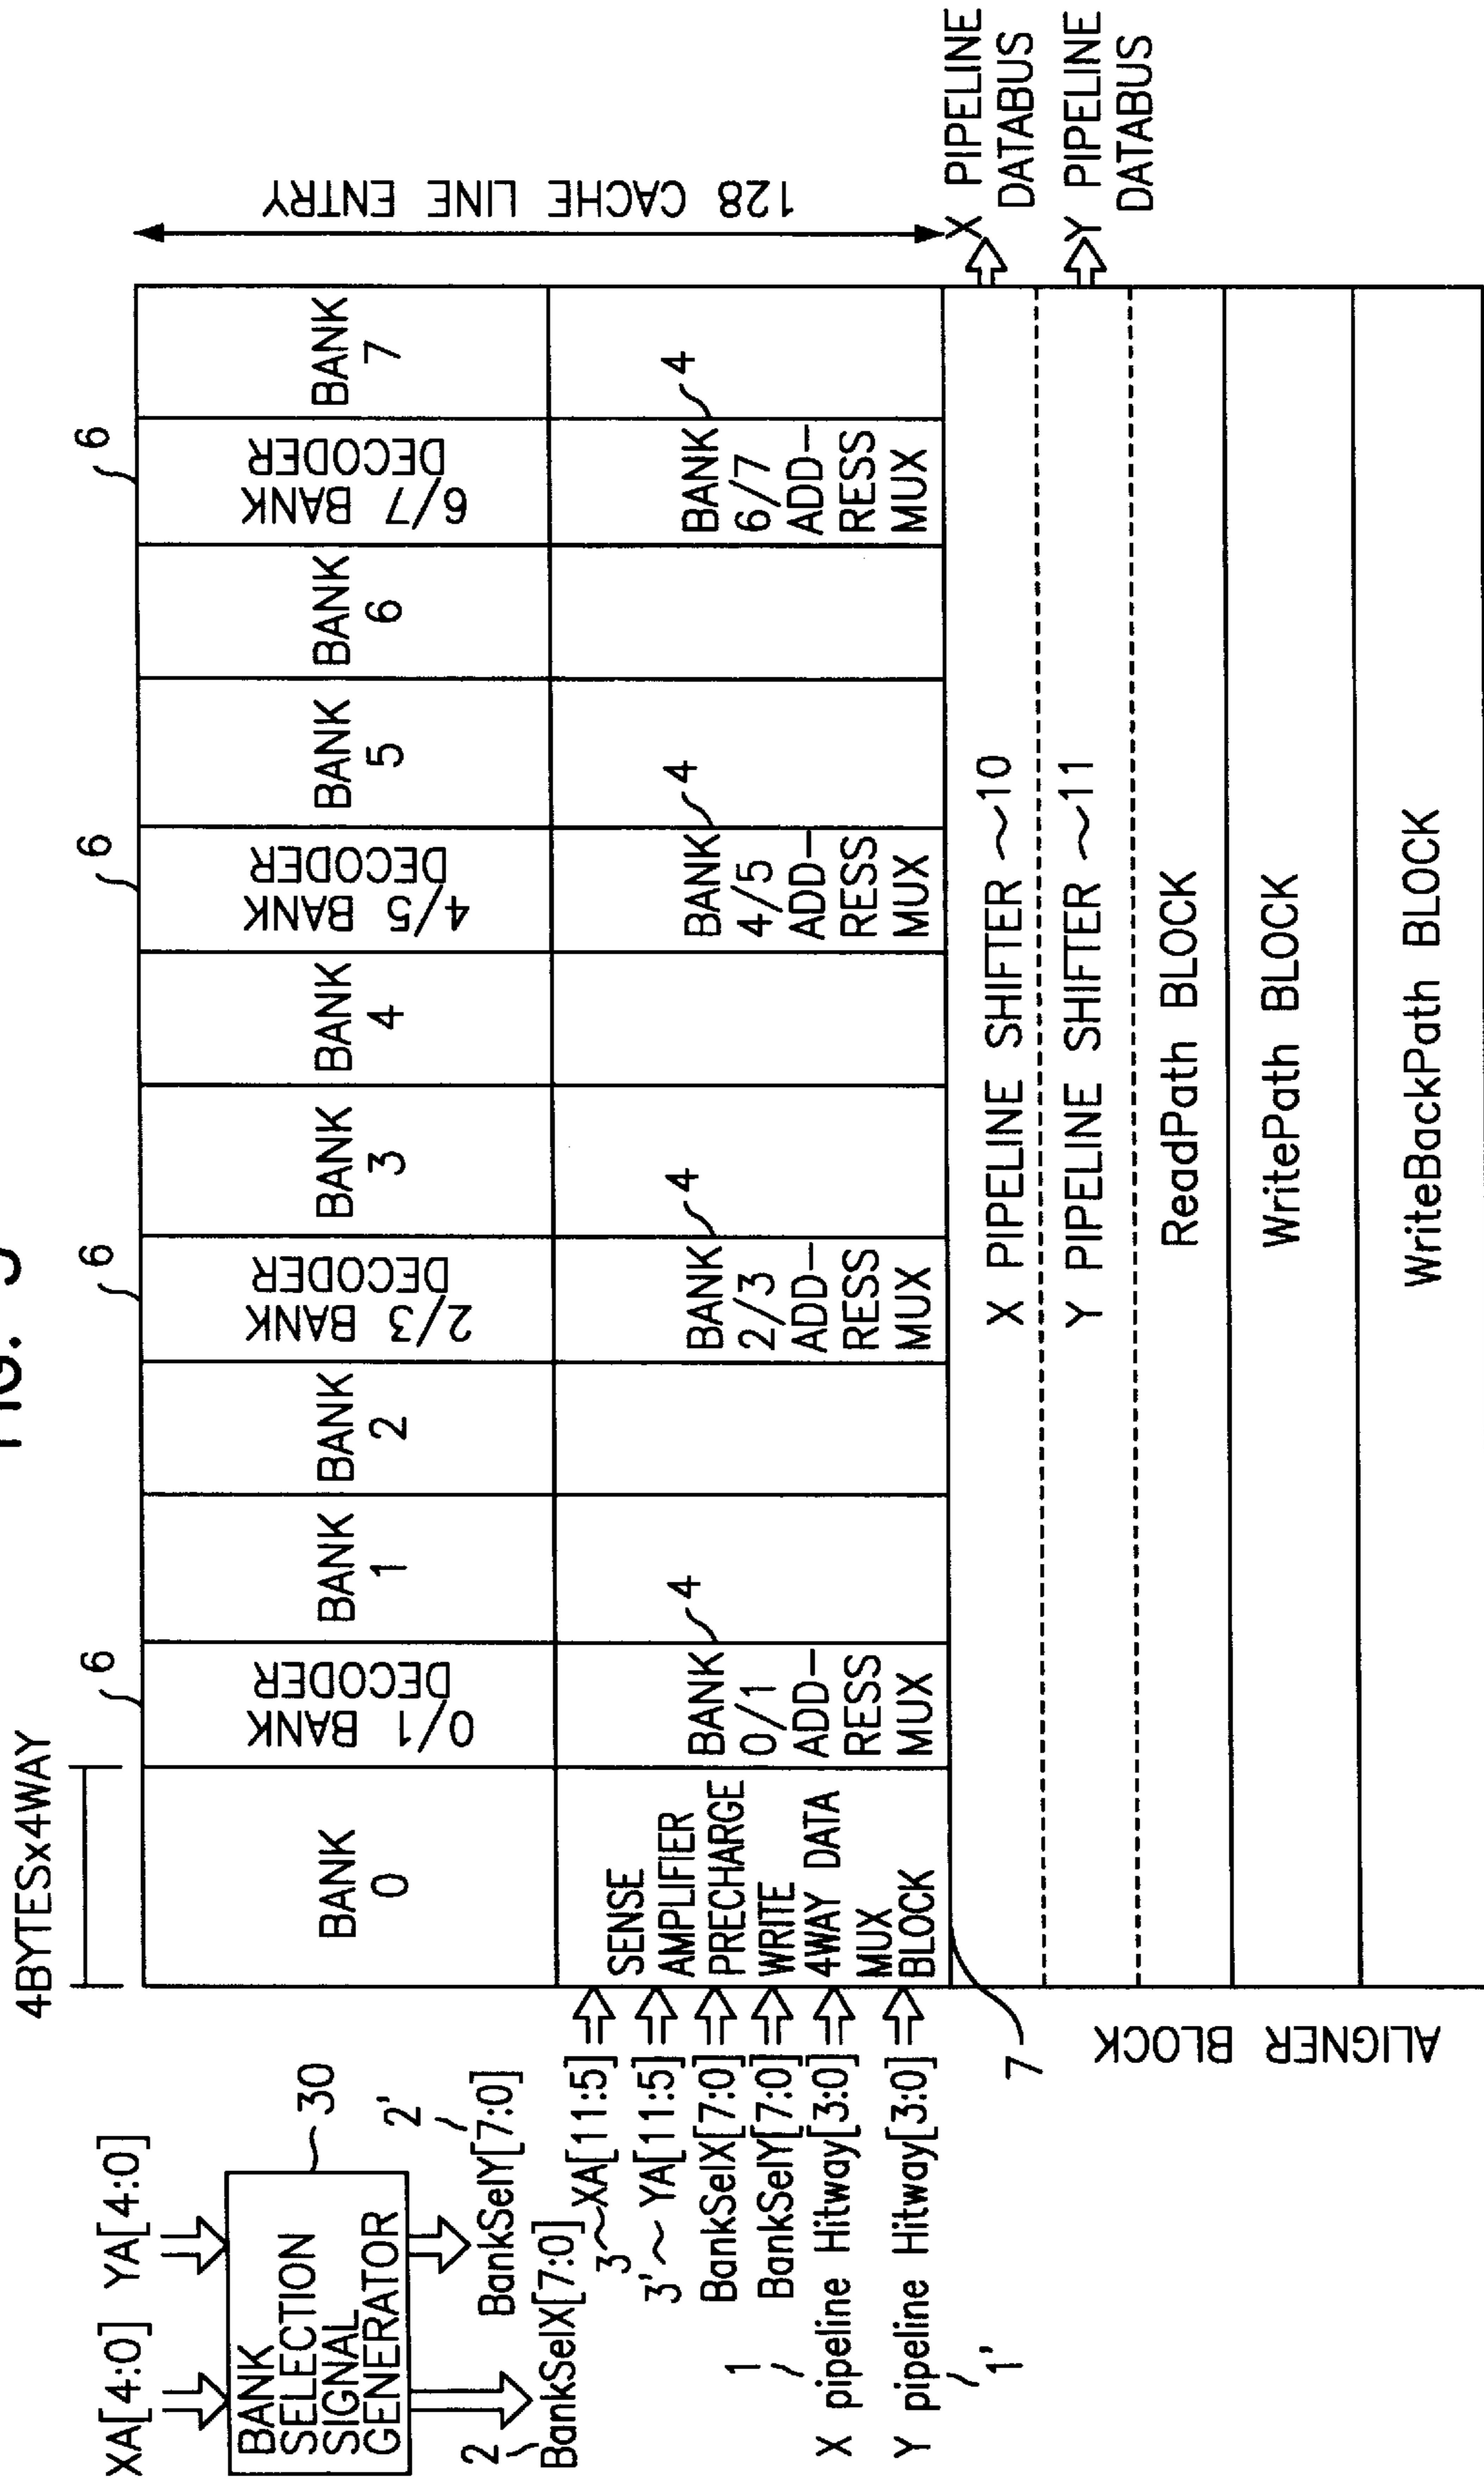 4BYTESx4WAY
6
6
6
6
BANK
0
0/1 BANK
DECODER
BANK
1
BANK
2
2/3 BANK
DECODER
BANK
3
BANK
4
4/5 BANK
DECODER
BANK
5
BANK
6
6/7 BANK
DECODER
BANK
7
128 CACHE LINE ENTRY
XA[4:0]
YA[4:0]
BANK
SELECTION
SIGNAL
GENERATOR
30
2'
BankSelY[7:0]
2
BankSelX[7:0]
3~XA[11:5]
3'~YA[11:5]
BankSelX[7:0]
BankSelY[7:0]
1
X pipeline Hitway[3:0]
Y pipeline Hitway[3:0]
1'
SENSE
AMPLIFIER
PRECHARGE
WRITE
4WAY DATA
MUX
BLOCK
BANK
0/1
ADD-
RESS
MUX
4
BANK
2/3
ADD-
RESS
MUX
4
BANK
4/5
ADD-
RESS
MUX
4
BANK
6/7
ADD-
RESS
MUX
4
7
ALIGNER BLOCK
X PIPELINE SHIFTER ~10
Y PIPELINE SHIFTER ~11
ReadPath BLOCK
WritePath BLOCK
WriteBackPath BLOCK
X PIPELINE
DATABUS
Y PIPELINE
DATABUS